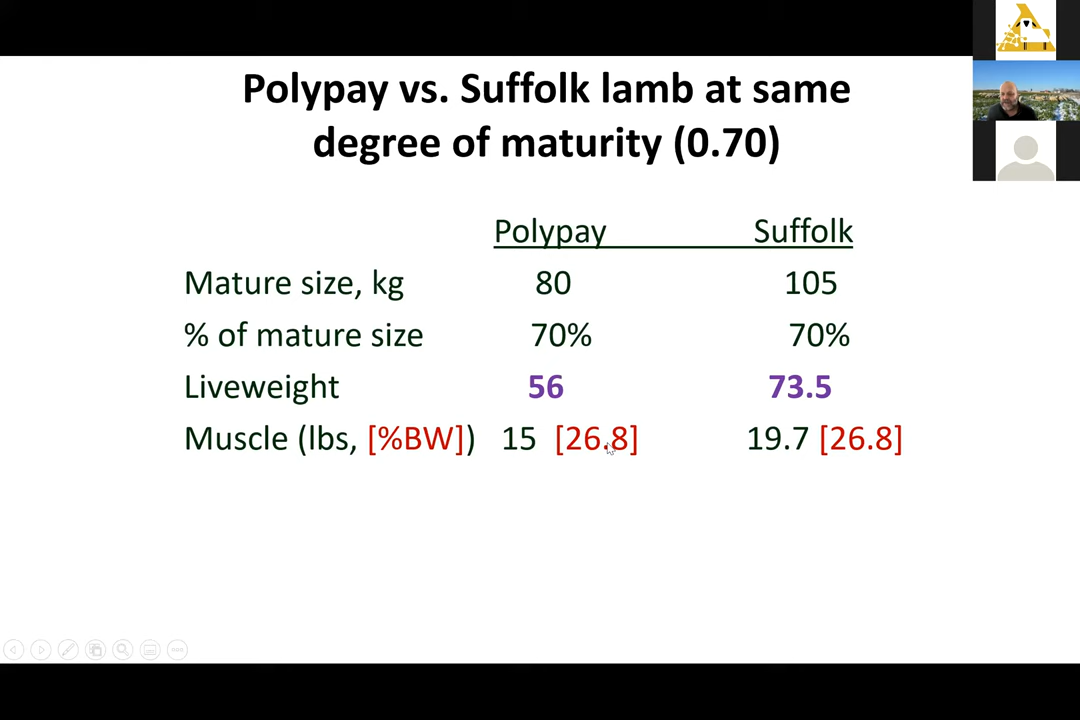 Polypay vs. Suffolk lamb at same
degree of maturity (0.70)
Polypay Suffolk
Mature size, kg 80 105
% of mature size 70% 70%
Liveweight 56 73.5
Muscle (lbs, [%BW]) 15 [26.8] 19.7 [26.8]